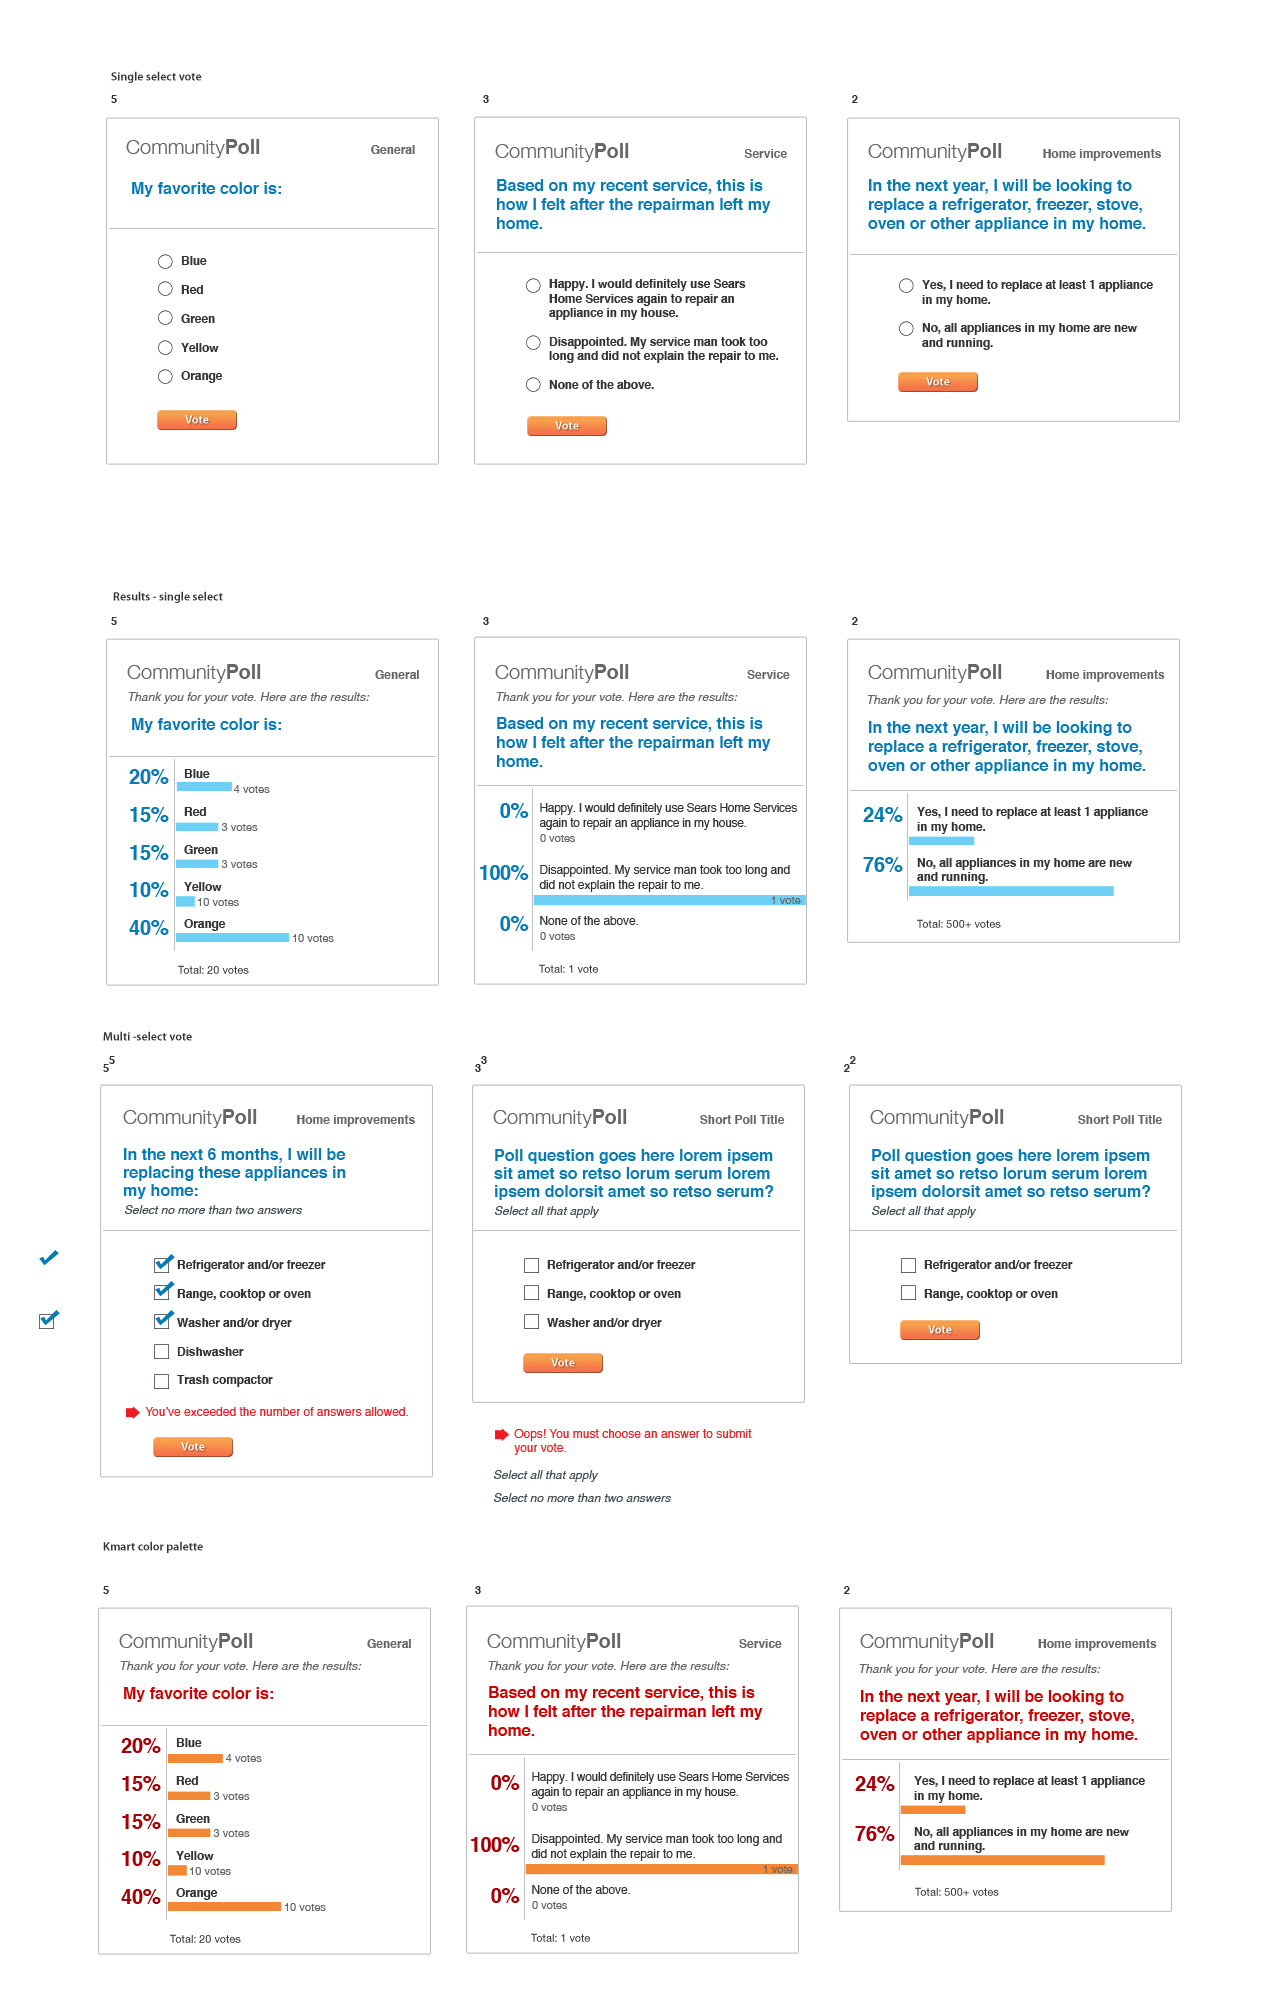 Single select vote
5
CommunityPoll
General
My favorite color is:
Blue
Red
Green
Yellow
Orange
Vote
3
CommunityPoll
Service
Based on my recent service, this is
how I felt after the repairman left my
home.
Happy. I would definitely use Sears
Home Services again to repair an
appliance in my house.
Disappointed. My service man took too
long and did not explain the repair to me.
None of the above.
Vote
2
CommunityPoll
Home improvements
In the next year, I will be looking to
replace a refrigerator, freezer, stove,
oven or other appliance in my home.
Yes, I need to replace at least 1 appliance
in my home.
No, all appliances in my home are new
and running.
Vote
Results - single select
5
CommunityPoll
General
Thank you for your vote. Here are the results:
My favorite color is:
20%
Blue
4 votes
15%
Red
3 votes
15%
Green
3 votes
10%
Yellow
10 votes
40%
Orange
10 votes
Total: 20 votes
3
CommunityPoll
Service
Thank you for your vote. Here are the results:
Based on my recent service, this is
how I felt after the repairman left my
home.
0%
Happy. I would definitely use Sears Home Services
again to repair an appliance in my house.
0 votes
100%
Disappointed. My service man took too long and
did not explain the repair to me.
1 vote
0%
None of the above.
0 votes
Total: 1 vote
2
CommunityPoll
Home improvements
Thank you for your vote. Here are the results:
In the next year, I will be looking to
replace a refrigerator, freezer, stove,
oven or other appliance in my home.
24%
Yes, I need to replace at least 1 appliance
in my home.
76%
No, all appliances in my home are new
and running.
Total: 500+ votes
Multi -select vote
5
5
CommunityPoll
Home improvements
In the next 6 months, I will be
replacing these appliances in
my home:
Select no more than two answers
Refrigerator and/or freezer
Range, cooktop or oven
Washer and/or dryer
Dishwasher
Trash compactor
You've exceeded the number of answers allowed.
Vote
3
3
CommunityPoll
Short Poll Title
Poll question goes here lorem ipsem
sit amet so retso lorum serum lorem
ipsem dolorsit amet so retso serum?
Select all that apply
Refrigerator and/or freezer
Range, cooktop or oven
Washer and/or dryer
Vote
Oops! You must choose an answer to submit
your vote.
Select all that apply
Select no more than two answers
2
2
CommunityPoll
Short Poll Title
Poll question goes here lorem ipsem
sit amet so retso lorum serum lorem
ipsem dolorsit amet so retso serum?
Select all that apply
Refrigerator and/or freezer
Range, cooktop or oven
Vote
Kmart color palette
5
CommunityPoll
General
Thank you for your vote. Here are the results:
My favorite color is:
20%
Blue
4 votes
15%
Red
3 votes
15%
Green
3 votes
10%
Yellow
10 votes
40%
Orange
10 votes
Total: 20 votes
3
CommunityPoll
Service
Thank you for your vote. Here are the results:
Based on my recent service, this is
how I felt after the repairman left my
home.
0%
Happy. I would definitely use Sears Home Services
again to repair an appliance in my house.
0 votes
100%
Disappointed. My service man took too long and
did not explain the repair to me.
1 vote
0%
None of the above.
0 votes
Total: 1 vote
2
CommunityPoll
Home improvements
Thank you for your vote. Here are the results:
In the next year, I will be looking to
replace a refrigerator, freezer, stove,
oven or other appliance in my home.
24%
Yes, I need to replace at least 1 appliance
in my home.
76%
No, all appliances in my home are new
and running.
Total: 500+ votes